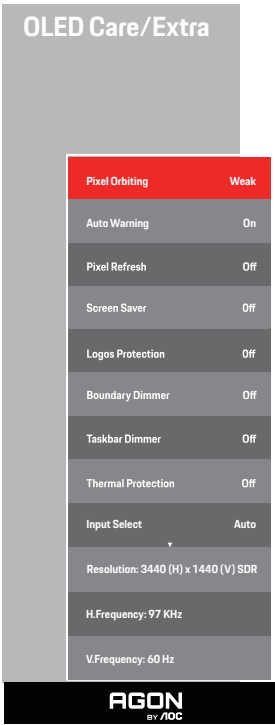 OLED Care/Extra
Pixel Orbiting Weak
Auto Warning On
Pixel Refresh Off
Screen Saver Off
Logos Protection Off
Boundary Dimmer Off
Taskbar Dimmer Off
Thermal Protection Off
Input Select Auto
Resolution: 3440 (H) x 1440 (V) SDR
H.Frequency: 97 KHz
V.Frequency: 60 Hz
AGON
BY AOC